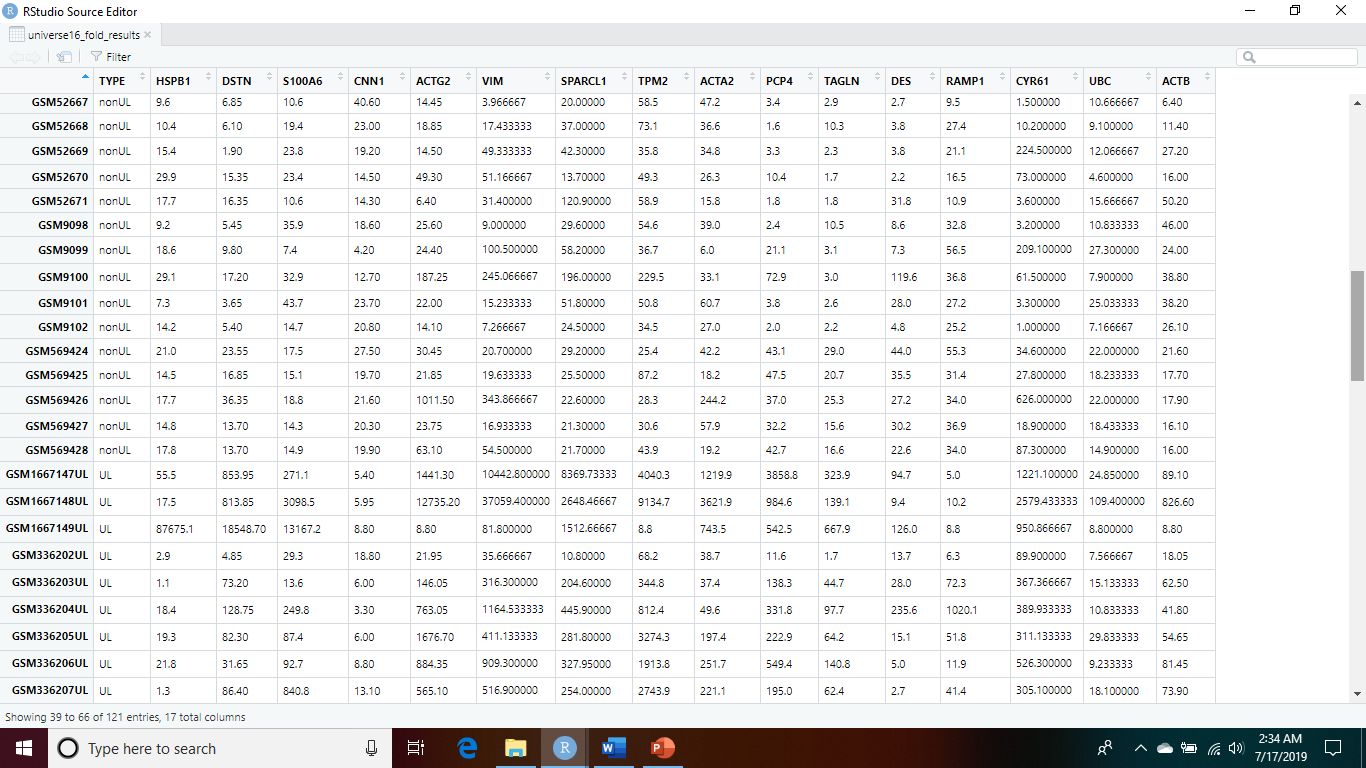 RStudio Source Editor
universe16_fold_results
Filter
TYPE HSPB1 DSTN S100A6 CNN1 ACTG2 VIM SPARCL1 TPM2 ACTA2 PCP4 TAGLN DES RAMP1 CYR61 UBC ACTB
GSM52667 nonUL 9.6 6.85 10.6 40.60 14.45 3.966667 20.00000 58.5 47.2 3.4 2.9 2.7 9.5 1.500000 10.666667 6.40
GSM52668 nonUL 10.4 6.10 19.4 23.00 18.85 17.433333 37.00000 73.1 36.6 1.6 10.3 3.8 27.4 10.200000 9.100000 11.40
GSM52669 nonUL 15.4 1.90 23.8 19.20 14.50 49.333333 42.30000 35.8 34.8 3.3 2.3 3.8 21.1 224.500000 12.066667 27.20
GSM52670 nonUL 29.9 15.35 23.4 14.50 49.30 51.166667 13.70000 49.3 26.3 10.4 1.7 2.2 16.5 73.000000 4.600000 16.00
GSM52671 nonUL 17.7 16.35 10.6 14.30 6.40 31.400000 120.90000 58.9 15.8 1.8 1.8 31.8 10.9 3.600000 15.666667 50.20
GSM9098 nonUL 9.2 5.45 35.9 18.60 25.60 9.000000 29.60000 54.6 39.0 2.4 10.5 8.6 32.8 3.200000 10.833333 46.00
GSM9099 nonUL 18.6 9.80 7.4 4.20 24.40 100.500000 58.20000 36.7 6.0 21.1 3.1 7.3 56.5 209.100000 27.300000 24.00
GSM9100 nonUL 29.1 17.20 32.9 12.70 187.25 245.066667 196.00000 229.5 33.1 72.9 3.0 119.6 36.8 61.500000 7.900000 38.80
GSM9101 nonUL 7.3 3.65 43.7 23.70 22.00 15.233333 51.80000 50.8 60.7 3.8 2.6 28.0 27.2 3.300000 25.033333 38.20
GSM9102 nonUL 14.2 5.40 14.7 20.80 14.10 7.266667 24.50000 34.5 27.0 2.0 2.2 4.8 25.2 1.000000 7.166667 26.10
GSM569424 nonUL 21.0 23.55 17.5 27.50 30.45 20.700000 29.20000 25.4 42.2 43.1 29.0 44.0 55.3 34.600000 22.000000 21.60
GSM569425 nonUL 14.5 16.85 15.1 19.70 21.85 19.633333 25.50000 87.2 18.2 47.5 20.7 35.5 31.4 27.800000 18.233333 17.70
GSM569426 nonUL 17.7 36.35 18.8 21.60 1011.50 343.866667 22.60000 28.3 244.2 37.0 25.3 27.2 34.0 626.000000 22.000000 17.90
GSM569427 nonUL 14.8 13.70 14.3 20.30 23.75 16.933333 21.30000 30.6 57.9 32.2 15.6 30.2 36.9 18.900000 18.433333 16.10
GSM569428 nonUL 17.8 13.70 14.9 19.90 63.10 54.500000 21.70000 43.9 19.2 42.7 16.6 22.6 34.0 87.300000 14.900000 16.00
GSM1667147UL UL 55.5 853.95 271.1 5.40 1441.30 10442.800000 8369.73333 4040.3 1219.9 3858.8 323.9 94.7 5.0 1221.100000 24.850000 89.10
GSM1667148UL UL 17.5 813.85 3098.5 5.95 12735.20 37059.400000 2648.46667 9134.7 3621.9 984.6 139.1 9.4 10.2 2579.433333 109.400000 826.60
GSM1667149UL UL 87675.1 18548.70 13167.2 8.80 8.80 81.800000 1512.66667 8.8 743.5 542.5 667.9 126.0 8.8 950.866667 8.800000 8.80
GSM336202UL UL 2.9 4.85 29.3 18.80 21.95 35.666667 10.80000 68.2 38.7 11.6 1.7 13.7 6.3 89.900000 7.566667 18.05
GSM336203UL UL 1.1 73.20 13.6 6.00 146.05 316.300000 204.60000 344.8 37.4 138.3 44.7 28.0 72.3 367.366667 15.133333 62.50
GSM336204UL UL 18.4 128.75 249.8 3.30 763.05 1164.533333 445.90000 812.4 49.6 331.8 97.7 235.6 1020.1 389.933333 10.833333 41.80
GSM336205UL UL 19.3 82.30 87.4 6.00 1676.70 411.133333 281.80000 3274.3 197.4 222.9 64.2 15.1 51.8 311.133333 29.833333 54.65
GSM336206UL UL 21.8 31.65 92.7 8.80 884.35 909.300000 327.95000 1913.8 251.7 549.4 140.8 5.0 11.9 526.300000 9.233333 81.45
GSM336207UL UL 1.3 86.40 840.8 13.10 565.10 516.900000 254.00000 2743.9 221.1 195.0 62.4 2.7 41.4 305.100000 18.100000 73.90
Showing 39 to 66 of 121 entries, 17 total columns
Type here to search
2:34 AM
7/17/2019